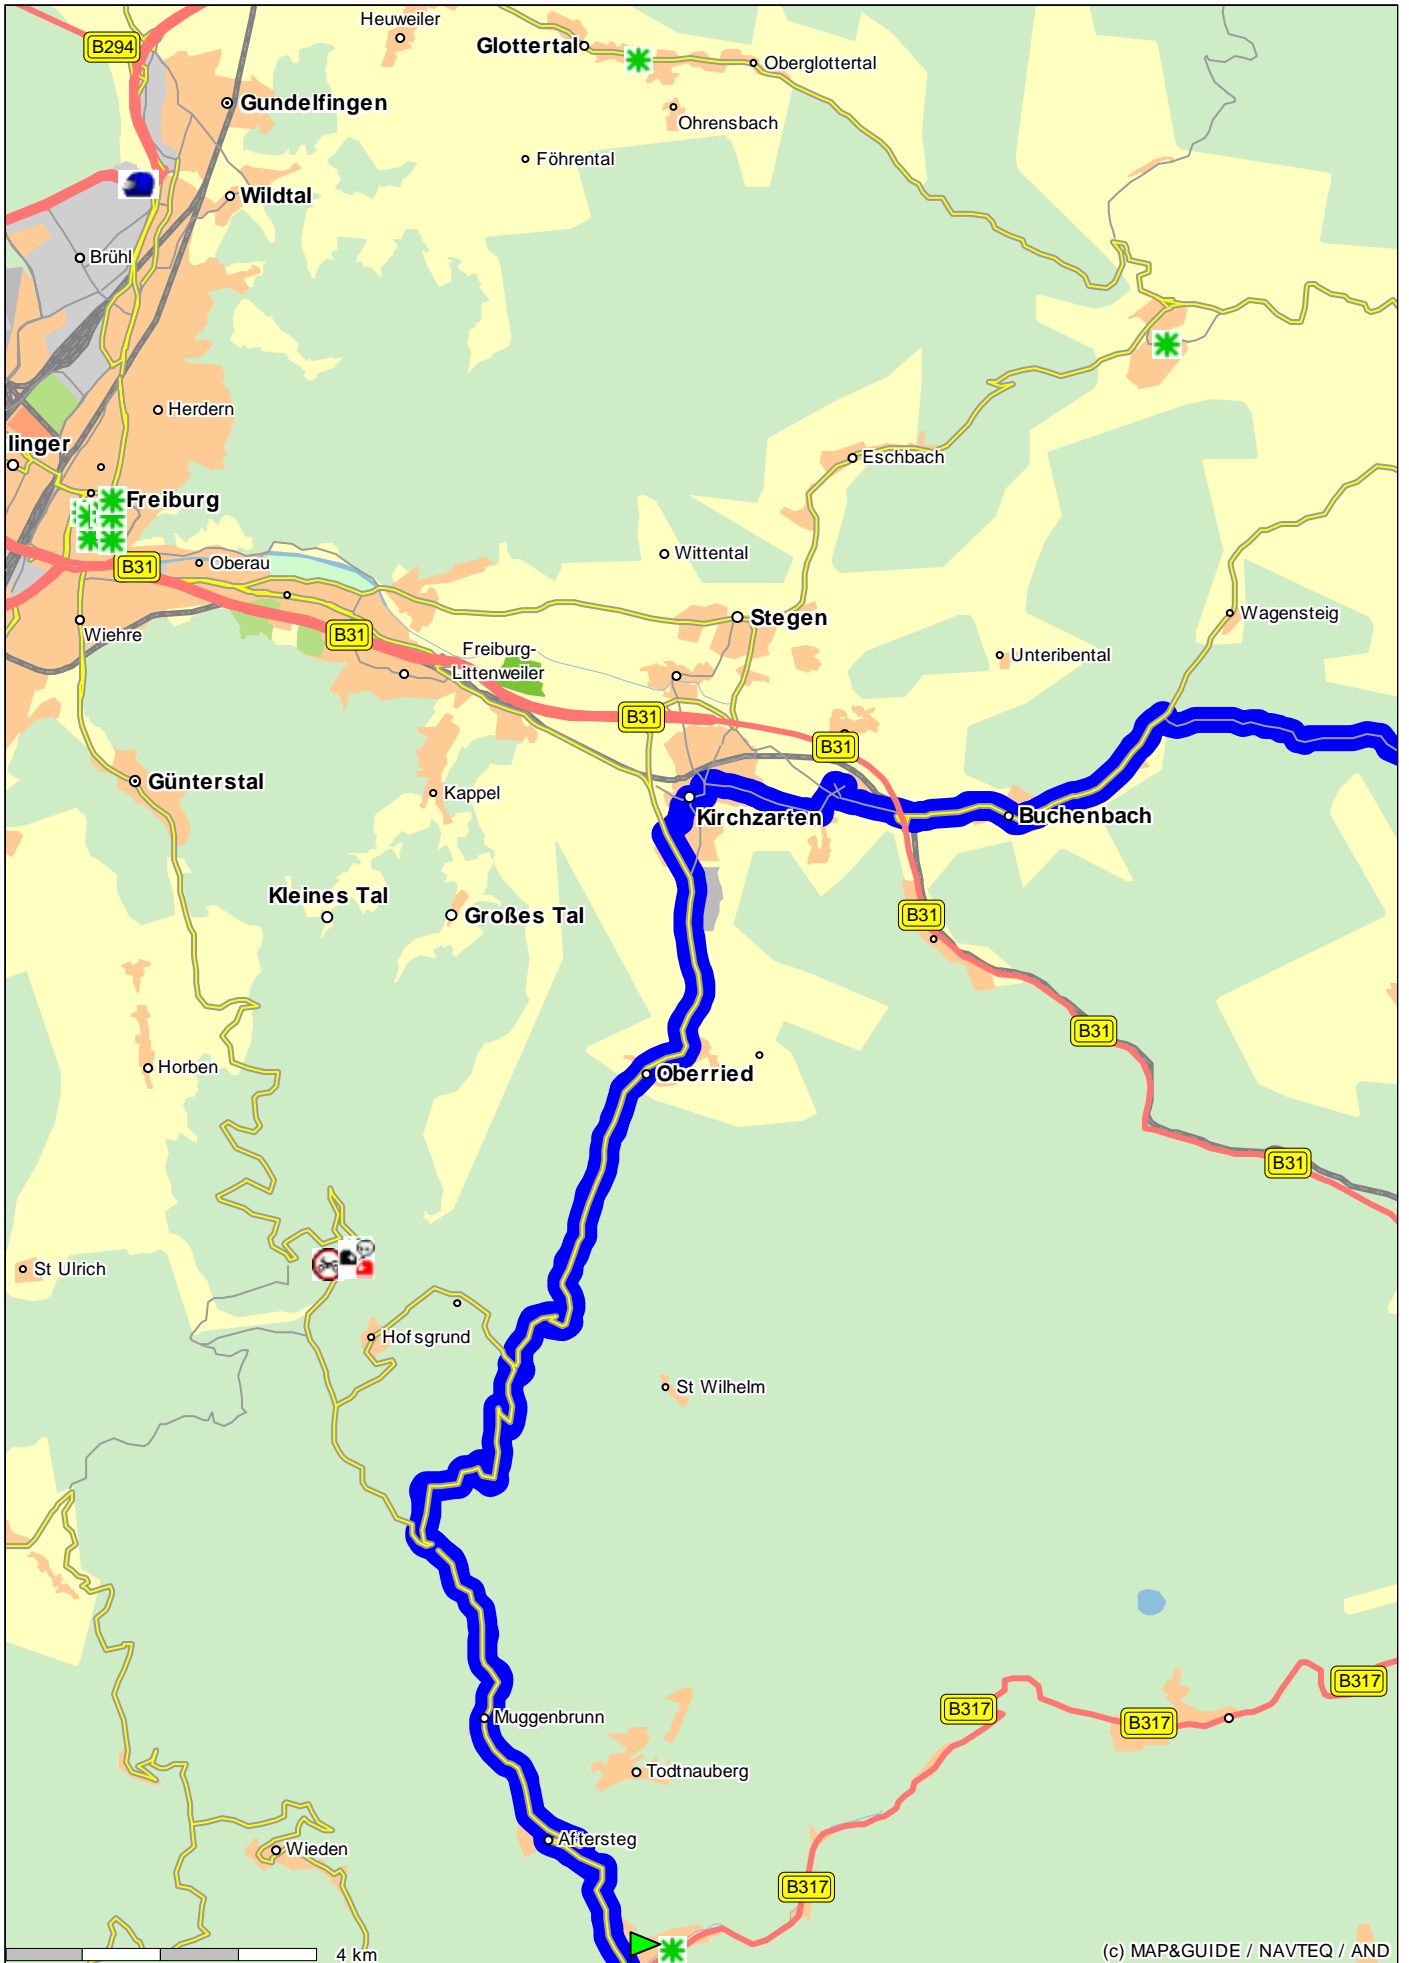 Heuweiler
B294
Glottertal
Oberglottertal
Gundelfingen
Ohrensbach
Föhrental
Wildtal
Brühl
Herdern
linger
Eschbach
Freiburg
Wittental
B31
Oberau
Wagensteig
Stegen
Wiehre
B31
Freiburg-
Littenweiler
Unteribental
B31
B31
Günterstal
Kappel
Kirchzarten
Buchenbach
Kleines Tal
Großes Tal
B31
B31
Horben
Oberried
B31
St Ulrich
Hofsgrund
St Wilhelm
B317
B317
Muggenbrunn
B317
Todtnauberg
Aftersteg
Wieden
B317
4 km
(c) MAP&GUIDE / NAVTEQ / AND